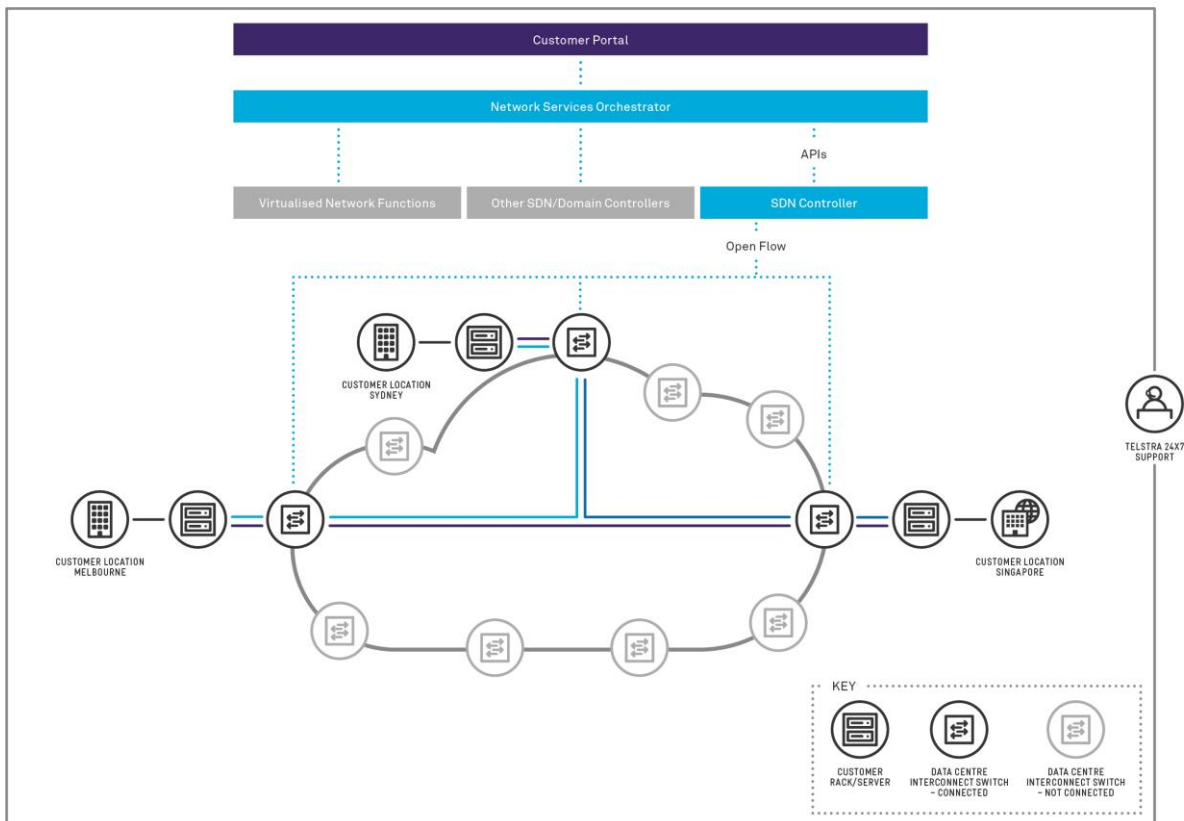 Customer Portal
Network Services Orchestrator
APIs
Virtualised Network Functions
Other SDN/Domain Controllers
SDN Controller
Open Flow
CUSTOMER LOCATION
SYDNEY
TELSTRA 24X7
SUPPORT
CUSTOMER LOCATION
MELBOURNE
CUSTOMER LOCATION
SINGAPORE
KEY
CUSTOMER
RACK/SERVER
DATA CENTRE
INTERCONNECT SWITCH
– CONNECTED
DATA CENTRE
INTERCONNECT SWITCH
– NOT CONNECTED